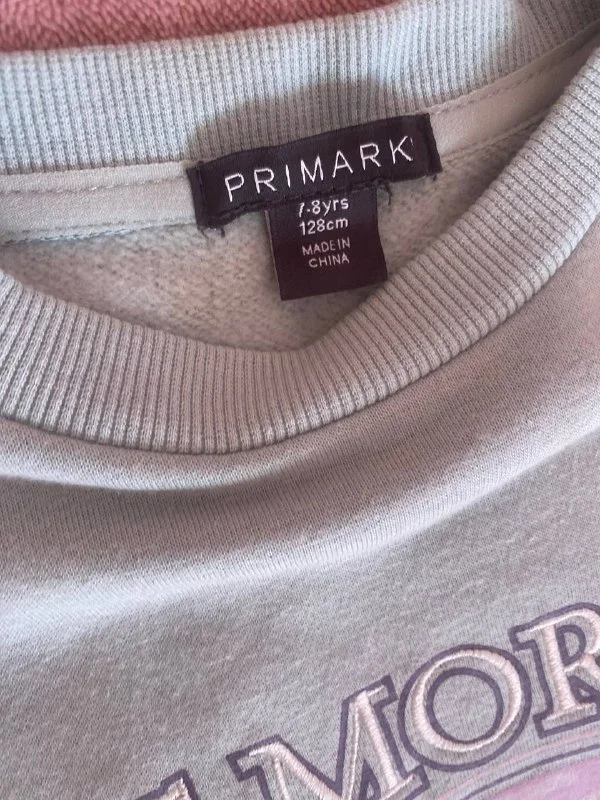 PRIMARK
7-8yrs
128cm
MADE IN
CHINA
MOR